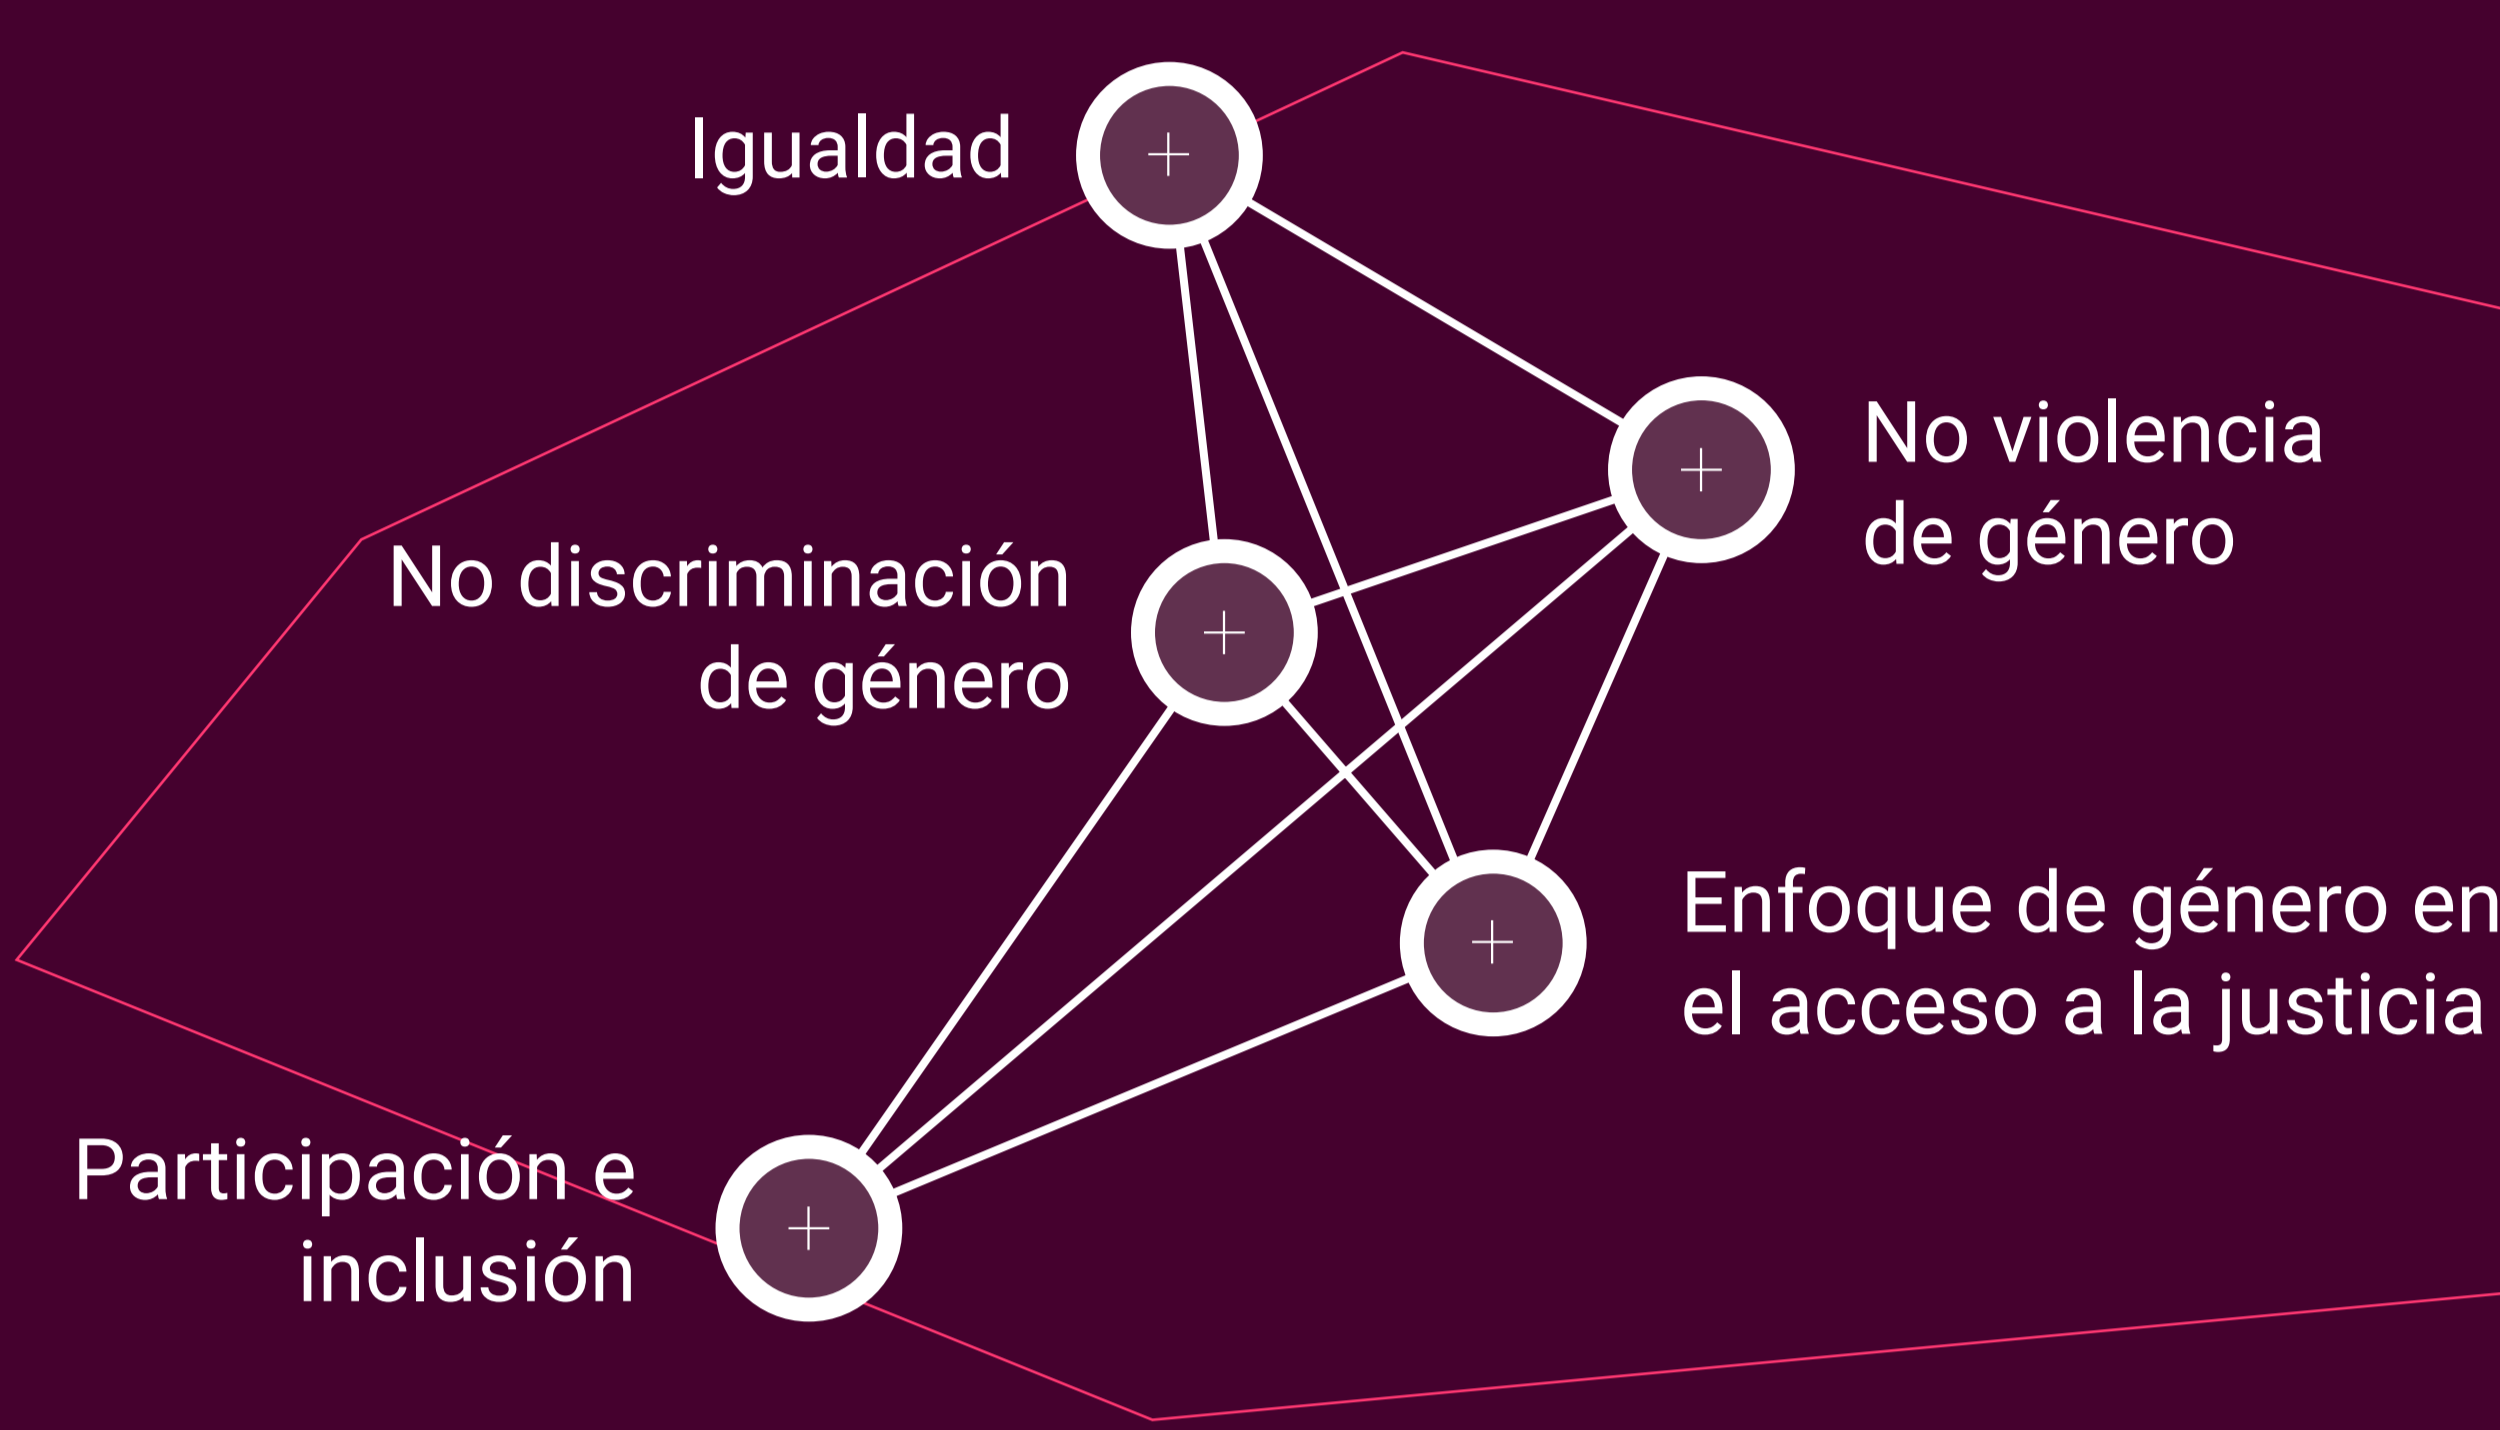 Igualdad
No violencia
de género
No discriminación
de género
Enfoque de género en
el acceso a la justicia
Participación e
inclusión